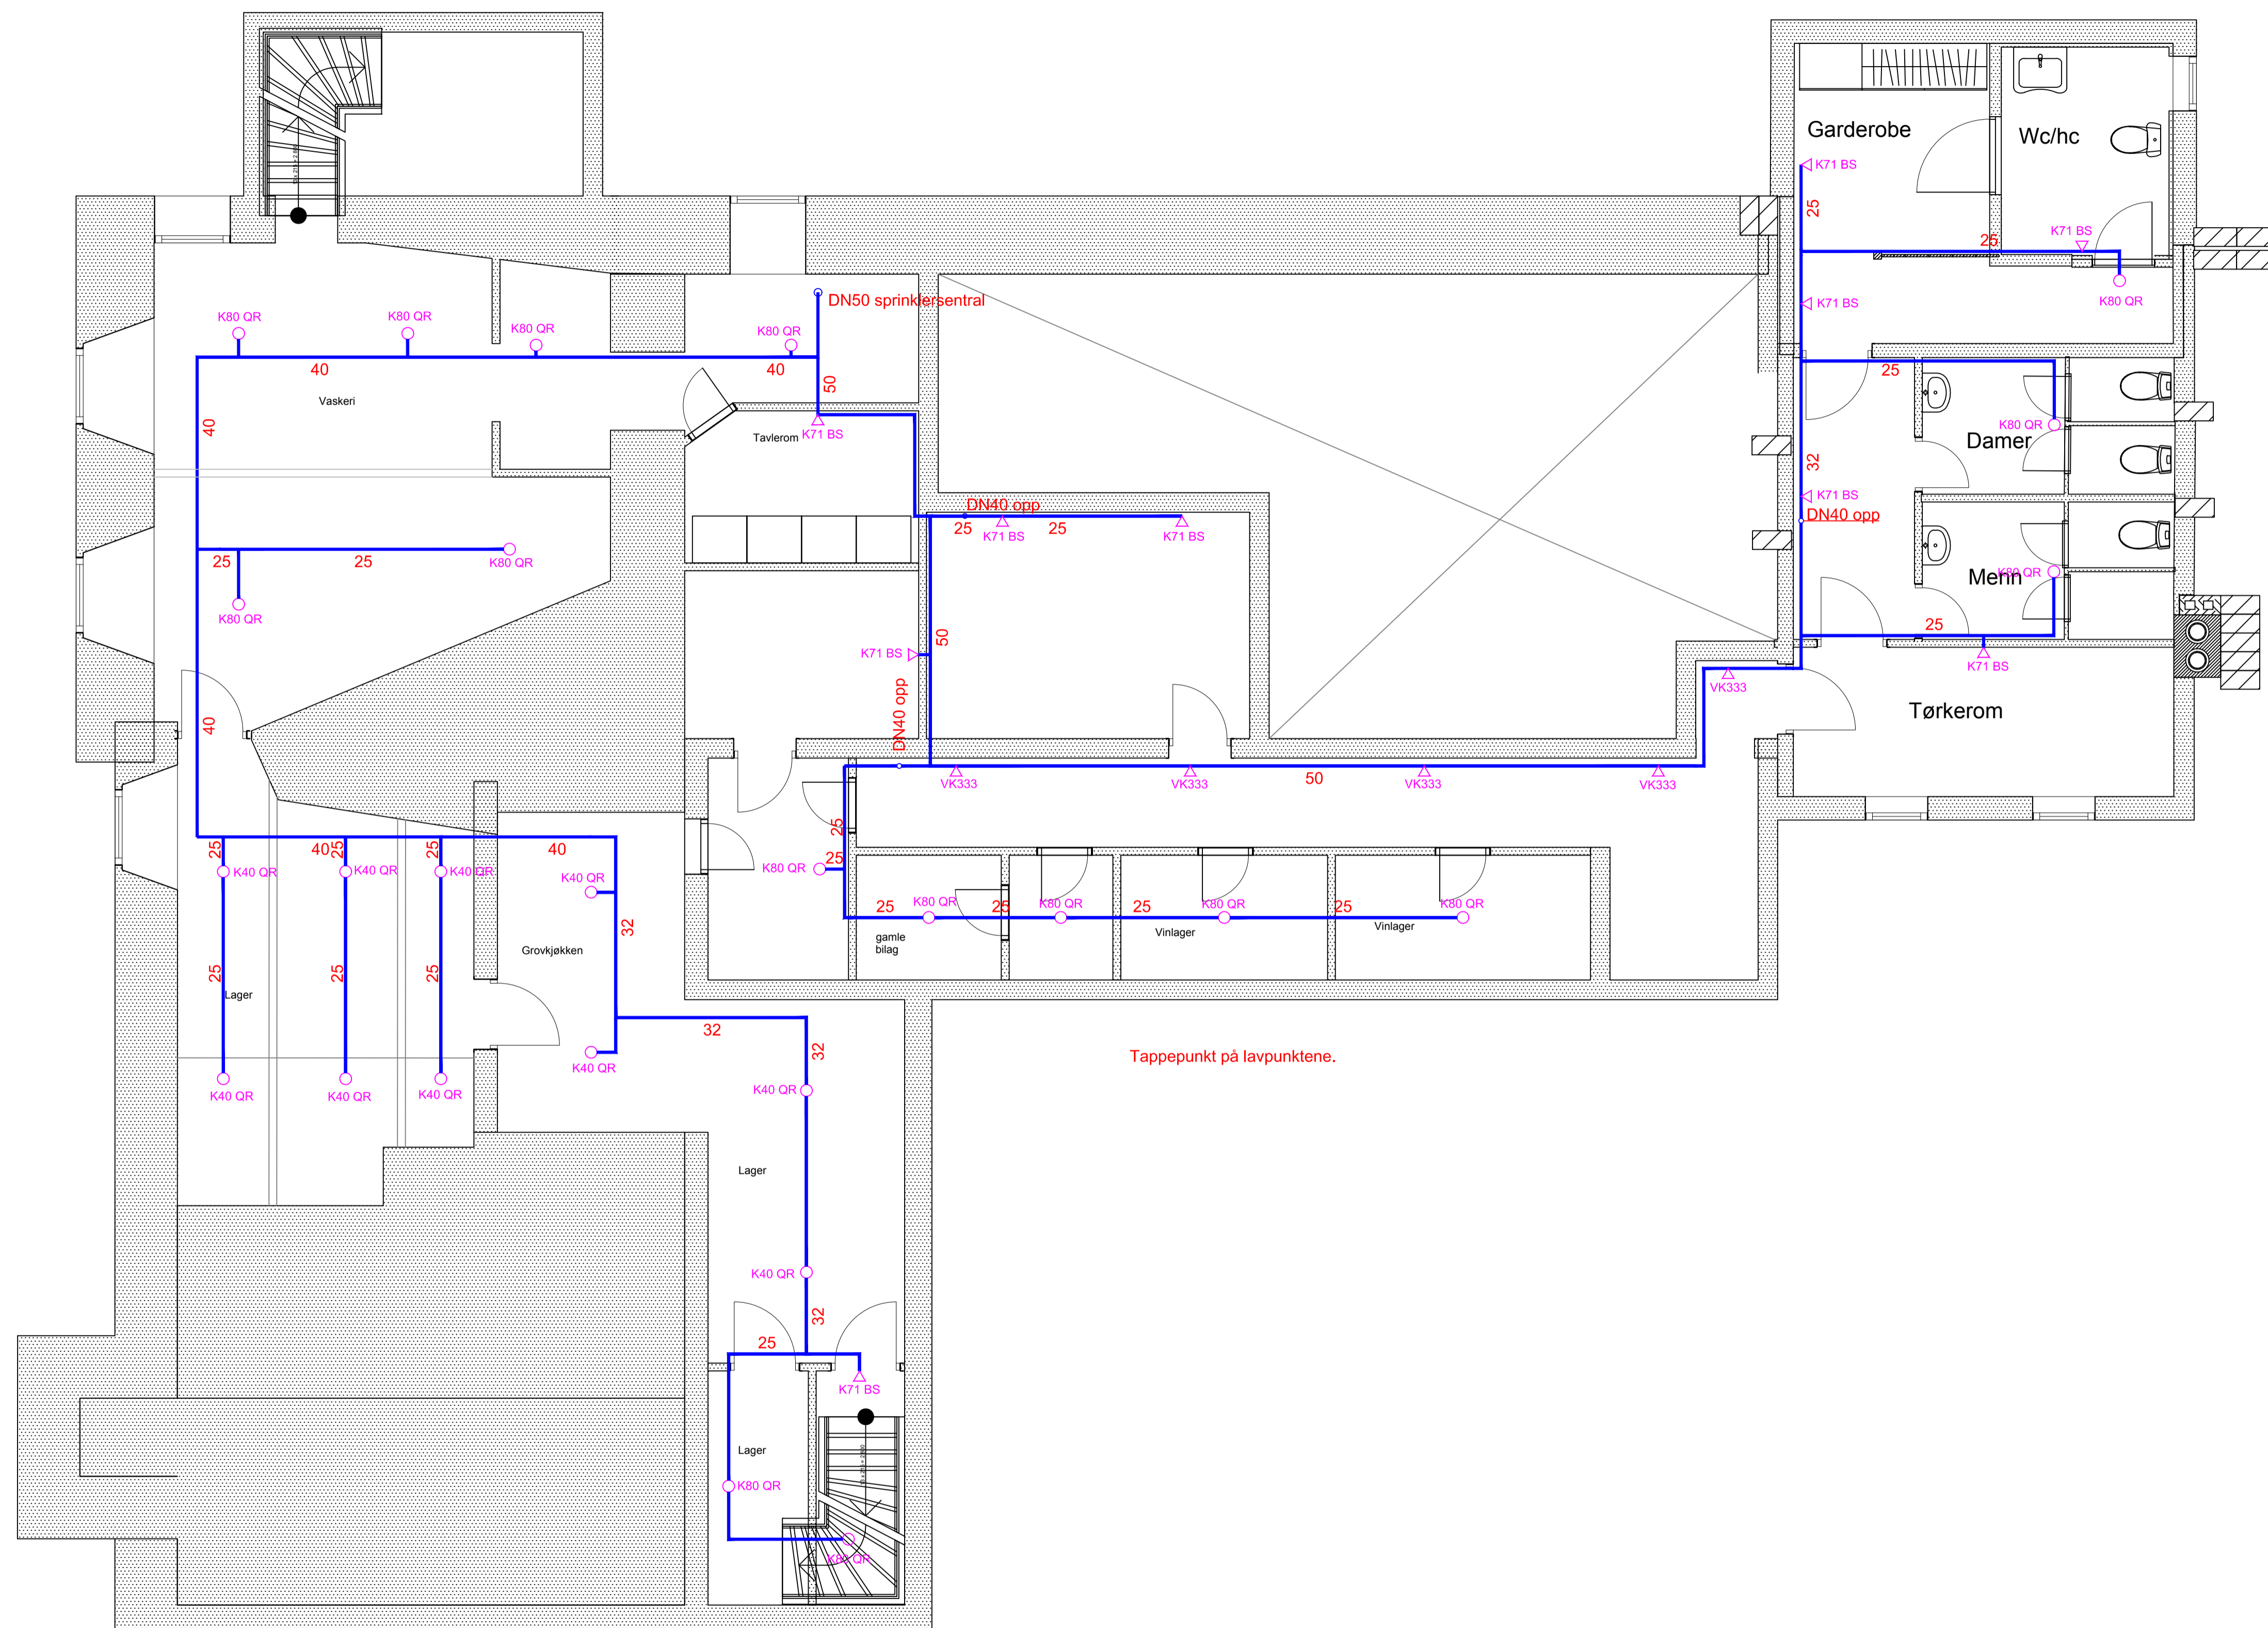 Garderobe
Wc/hc
K71 BS
25
K71 BS
25
K80 QR
K71 BS
DN50 sprinklersentral
K80 QR
K80 QR
K80 QR
K80 QR
40
40
50
25
Vaskeri
40
Tavlerom
K71 BS
K80 QR
Damer
32
K71 BS
DN40 opp
DN40 opp
25
25
K71 BS
K71 BS
K80 QR
25
25
K80 QR
K80 QR
Menn
25
K71 BS
50
K71 BS
VK333
Tørkerom
DN40 opp
40
VK333
VK333
50
VK333
VK333
25
25
K80 QR
25
40
25
25
40
K40 QR
K40 QR
K40 QR
K40 QR
25
K80 QR
25
K80 QR
25
K80 QR
25
K80 QR
gamle
bilag
Vinlager
Vinlager
32
Grovkjøkken
25
25
25
Lager
32
32
Tappepunkt på lavpunktene.
K40 QR
K40 QR
K40 QR
K40 QR
K40 QR
Lager
K40 QR
32
25
K71 BS
Lager
K80 QR
K80 QR